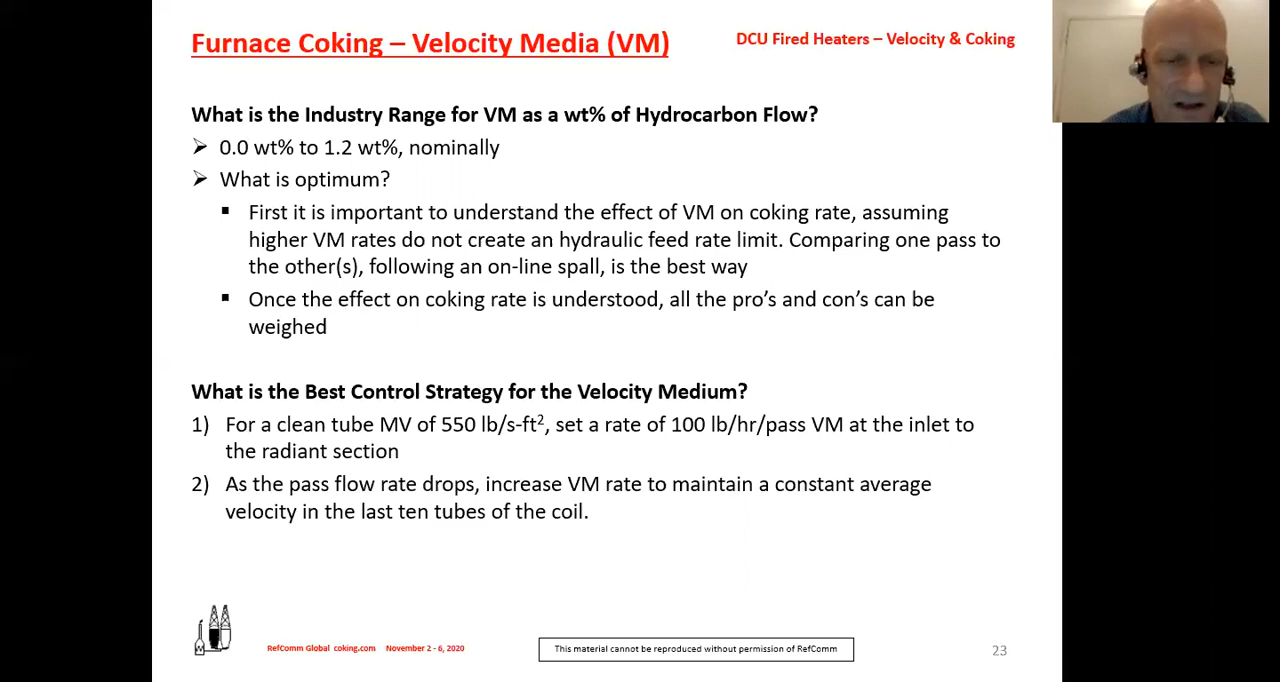 Furnace Coking – Velocity Media (VM)
DCU Fired Heaters – Velocity & Coking
What is the Industry Range for VM as a wt% of Hydrocarbon Flow?
➢ 0.0 wt% to 1.2 wt%, nominally
➢ What is optimum?
▪ First it is important to understand the effect of VM on coking rate, assuming
higher VM rates do not create an hydraulic feed rate limit. Comparing one pass to
the other(s), following an on-line spall, is the best way
▪ Once the effect on coking rate is understood, all the pro's and con's can be
weighed
What is the Best Control Strategy for the Velocity Medium?
1) For a clean tube MV of 550 lb/s-ft², set a rate of 100 lb/hr/pass VM at the inlet to
the radiant section
2) As the pass flow rate drops, increase VM rate to maintain a constant average
velocity in the last ten tubes of the coil.
RefComm Global coking.com November 2 - 6, 2020
This material cannot be reproduced without permission of RefComm
23